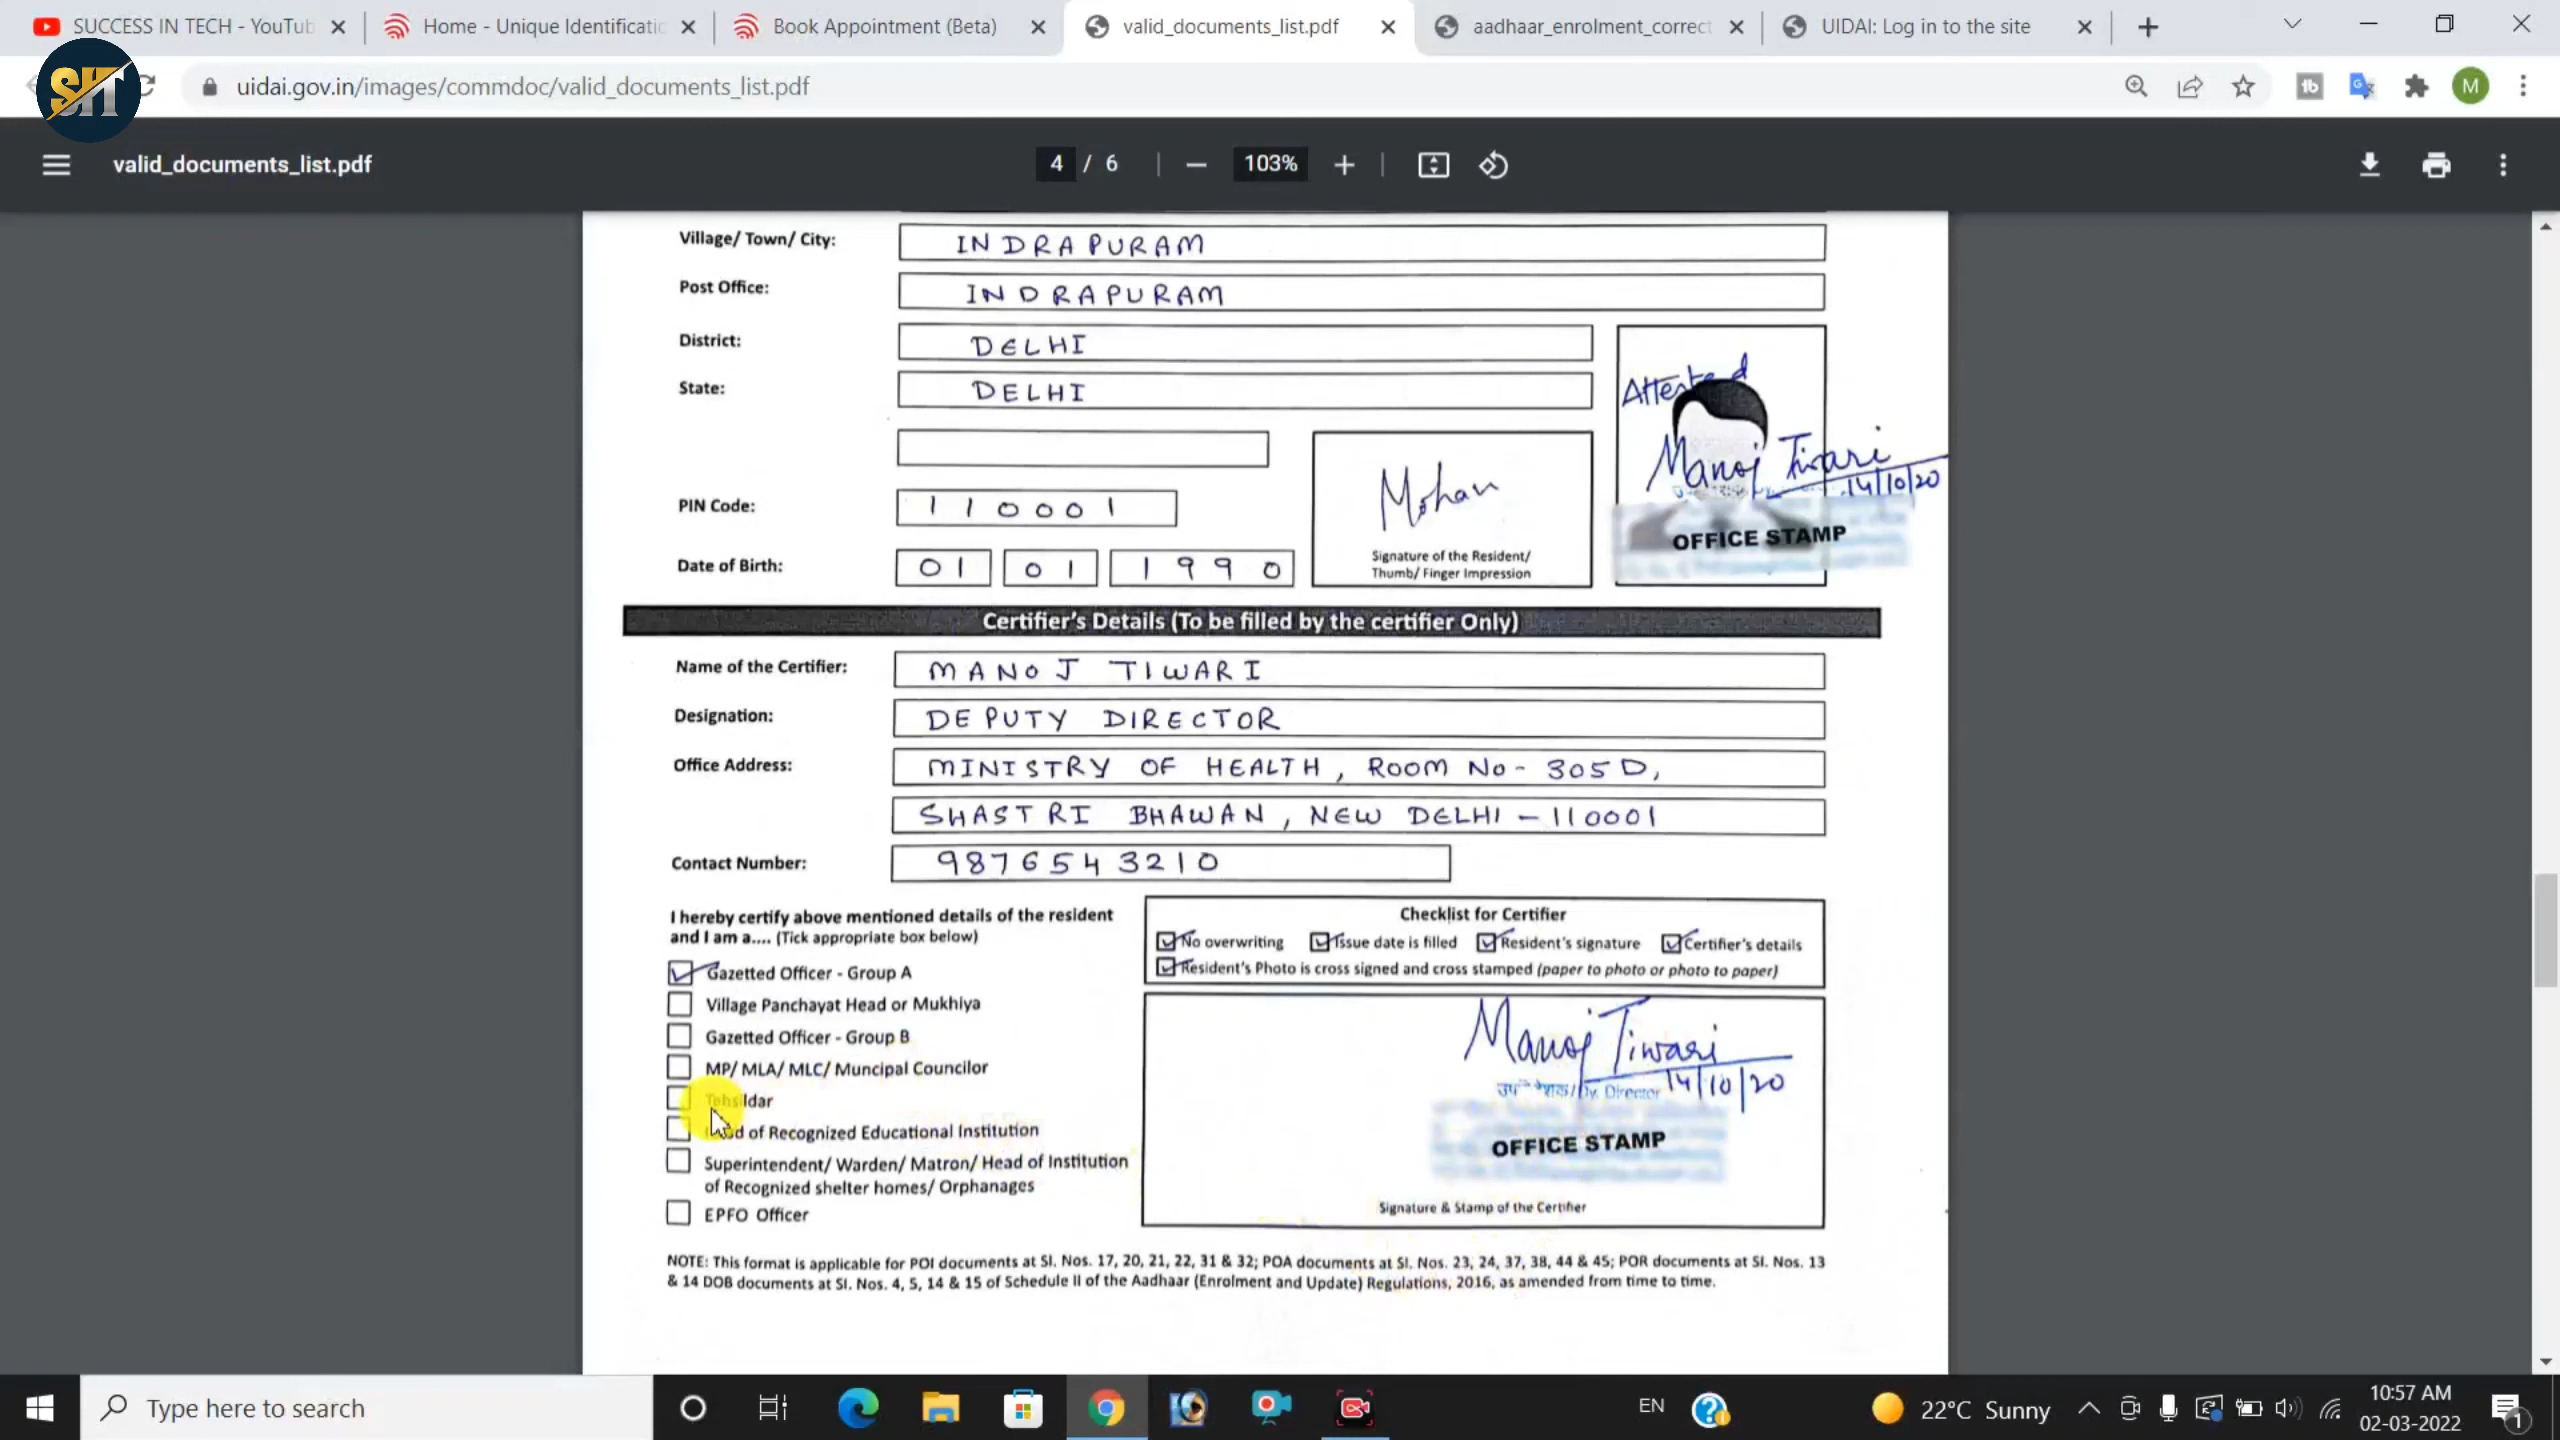 SUCCESS IN TECH - YouTub
Home - Unique Identificatio
Book Appointment (Beta)
valid_documents_list.pdf
aadhaar_enrolment_correct
UIDAI: Log in to the site
SIT
uidai.gov.in/images/commdoc/valid_documents_list.pdf
M
valid_documents_list.pdf
4 / 6
103%
Village/ Town/ City: INDRAPURAM
Post Office: INDRAPURAM
District: DELHI
State: DELHI
Attested
Manoj Tiwari
14/10/20
OFFICE STAMP
PIN Code: 110001
Mohan
Signature of the Resident/
Thumb/ Finger Impression
Date of Birth: 01 01 1990
Certifier's Details (To be filled by the certifier Only)
Name of the Certifier: MANOJ TIWARI
Designation: DEPUTY DIRECTOR
Office Address: MINISTRY OF HEALTH, ROOM No- 305D,
SHASTRI BHAWAN, NEW DELHI - 110001
Contact Number: 9876543210
I hereby certify above mentioned details of the resident
and I am a.... (Tick appropriate box below)
Gazetted Officer - Group A
Village Panchayat Head or Mukhiya
Gazetted Officer - Group B
MP/ MLA/ MLC/ Muncipal Councilor
Tehsildar
Head of Recognized Educational Institution
Superintendent/ Warden/ Matron/ Head of Institution
of Recognized shelter homes/ Orphanages
EPFO Officer
Checklist for Certifier
No overwriting Issue date is filled Resident's signature Certifier's details
Resident's Photo is cross signed and cross stamped (paper to photo or photo to paper)
Manoj Tiwari
Dy. Director 14/10/20
OFFICE STAMP
Signature & Stamp of the Certifier
NOTE: This format is applicable for POI documents at Sl. Nos. 17, 20, 21, 22, 31 & 32; POA documents at Sl. Nos. 23, 24, 37, 38, 44 & 45; POR documents at Sl. Nos. 13
& 14 DOB documents at Sl. Nos. 4, 5, 14 & 15 of Schedule II of the Aadhaar (Enrolment and Update) Regulations, 2016, as amended from time to time.
Type here to search
EN
22°C Sunny
10:57 AM
02-03-2022
1